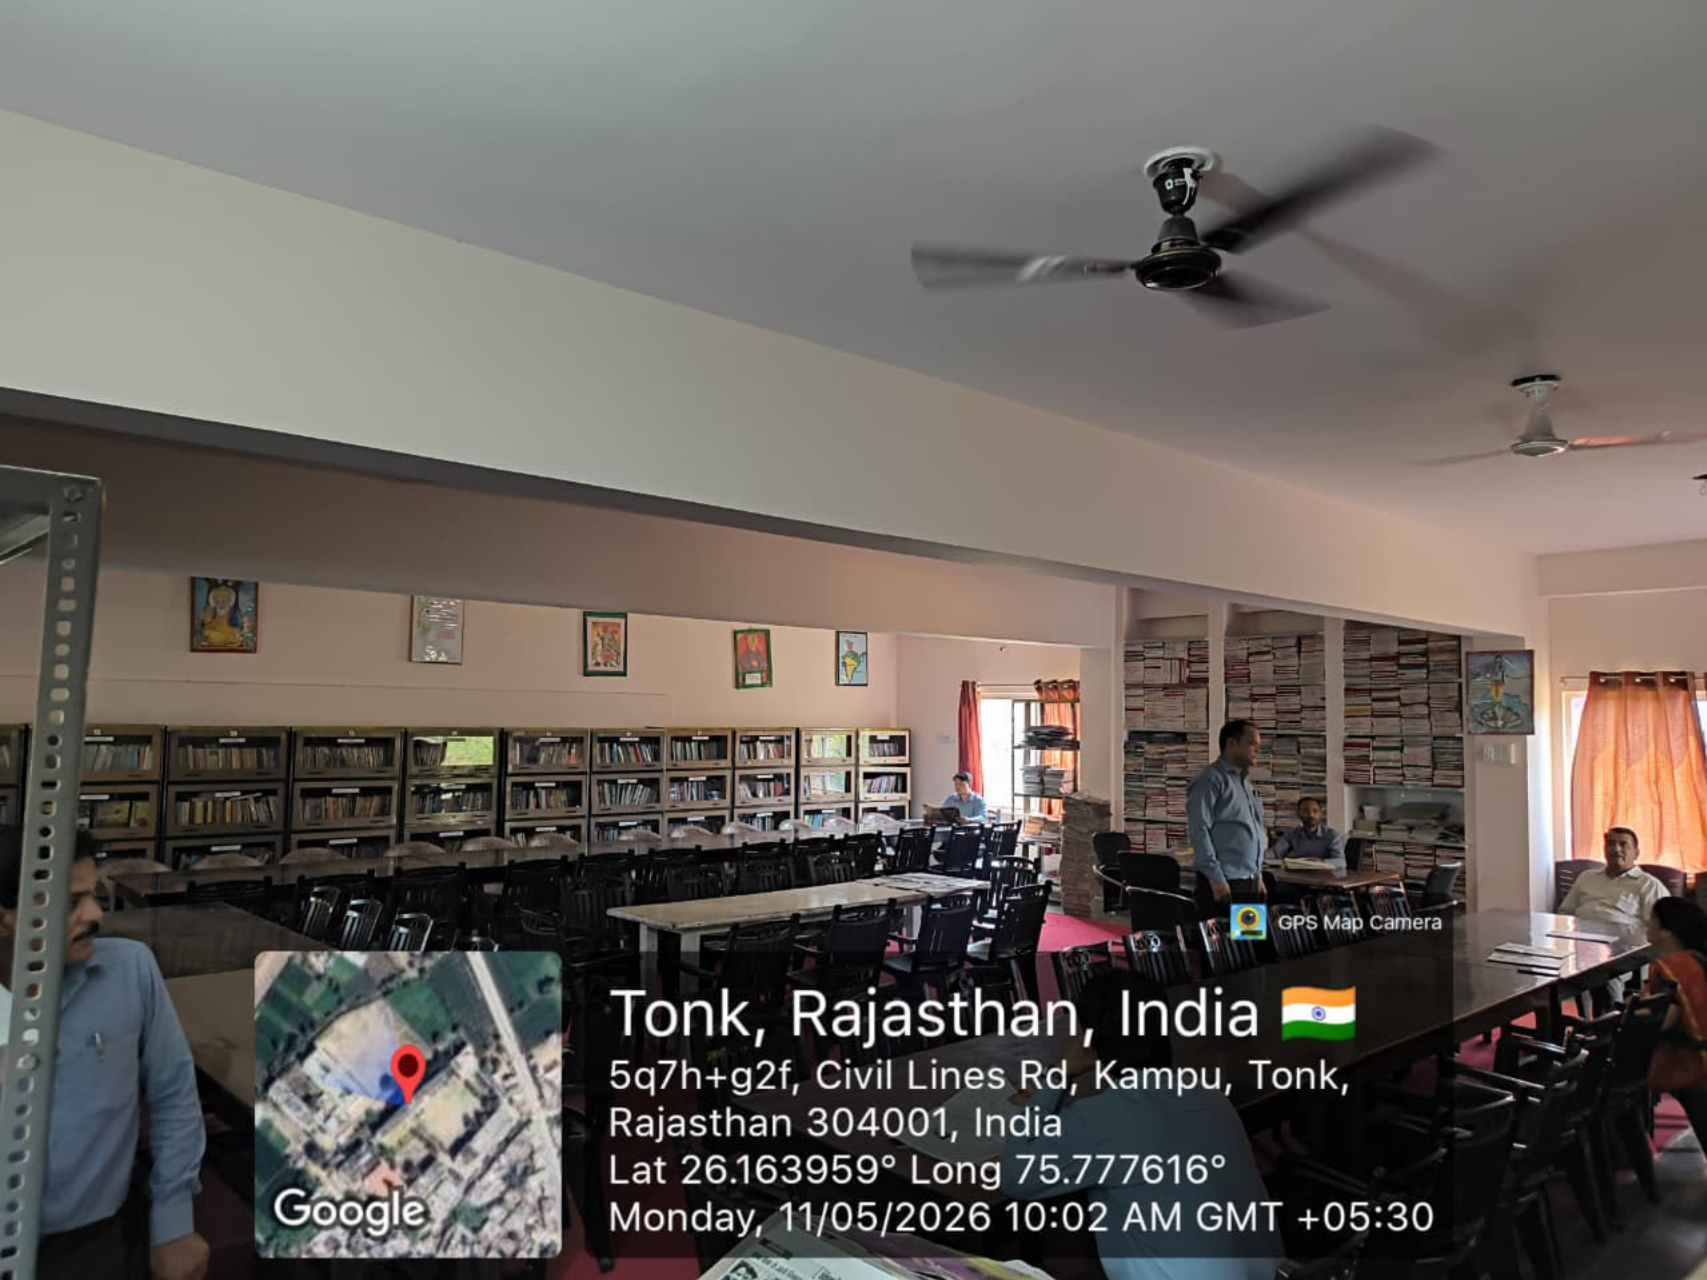 GPS Map Camera
Tonk, Rajasthan, India
5q7h+g2f, Civil Lines Rd, Kampu, Tonk,
Rajasthan 304001, India
Lat 26.163959° Long 75.777616°
Monday, 11/05/2026 10:02 AM GMT +05:30
Google